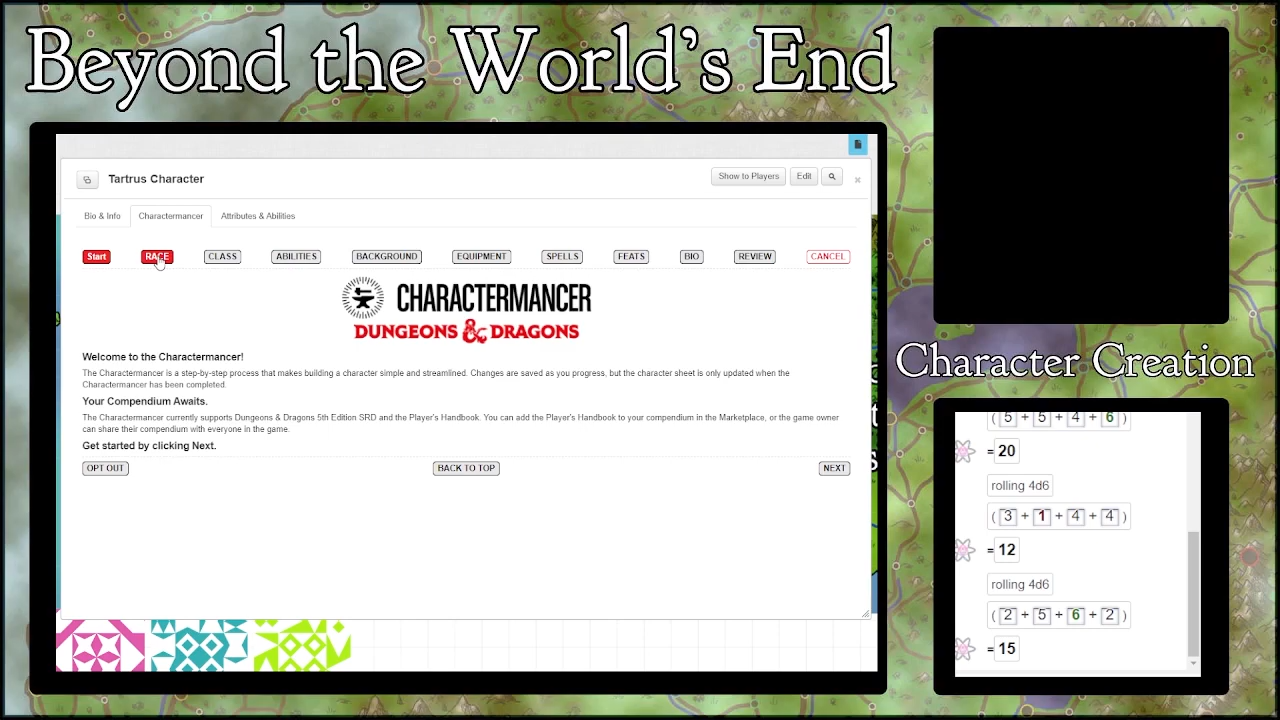 Beyond the World's End
Tartrus Character
Show to Players
Edit
Bio & Info
Charactermancer
Attributes & Abilities
Start
RACE
CLASS
ABILITIES
BACKGROUND
EQUIPMENT
SPELLS
FEATS
BIO
REVIEW
CANCEL
CHARACTERMANCER
DUNGEONS & DRAGONS
Welcome to the Charactermancer!
The Charactermancer is a step-by-step process that makes building a character simple and streamlined. Changes are saved as you progress, but the character sheet is only updated when the
Charactermancer has been completed.
Your Compendium Awaits.
The Charactermancer currently supports Dungeons & Dragons 5th Edition SRD and the Player's Handbook. You can add the Player's Handbook to your compendium in the Marketplace, or the game owner
can share their compendium with everyone in the game.
Get started by clicking Next.
OPT OUT
BACK TO TOP
NEXT
Character Creation
(5 + 5 + 4 + 6)
=20
rolling 4d6
(3 + 1 + 4 + 4)
=12
rolling 4d6
(2 + 5 + 6 + 2)
=15